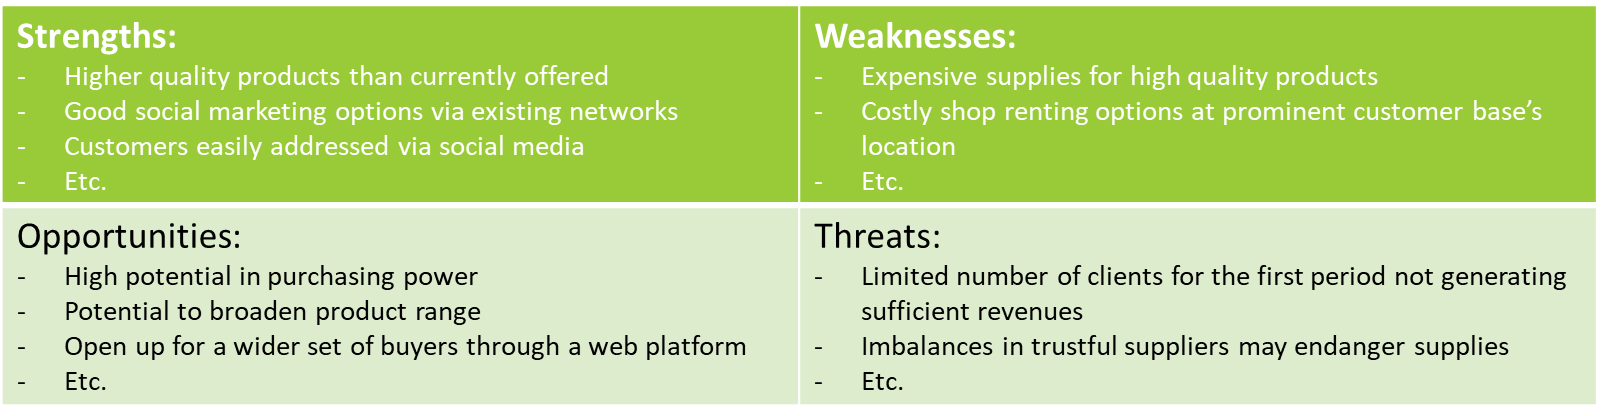 Strengths:
- Higher quality products than currently offered
- Good social marketing options via existing networks
- Customers easily addressed via social media
- Etc.
Weaknesses:
- Expensive supplies for high quality products
- Costly shop renting options at prominent customer base’s
location
- Etc.
Opportunities:
- High potential in purchasing power
- Potential to broaden product range
- Open up for a wider set of buyers through a web platform
- Etc.
Threats:
- Limited number of clients for the first period not generating
sufficient revenues
- Imbalances in trustful suppliers may endanger supplies
- Etc.